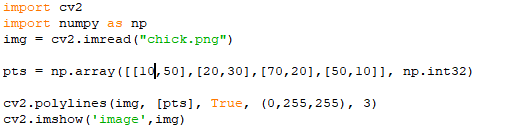 import cv2
import numpy as np
img = cv2.imread("chick.png")
pts = np.array([[10,50],[20,30],[70,20],[50,10]], np.int32)
cv2.polylines(img, [pts], True, (0,255,255), 3)
cv2.imshow('image',img)